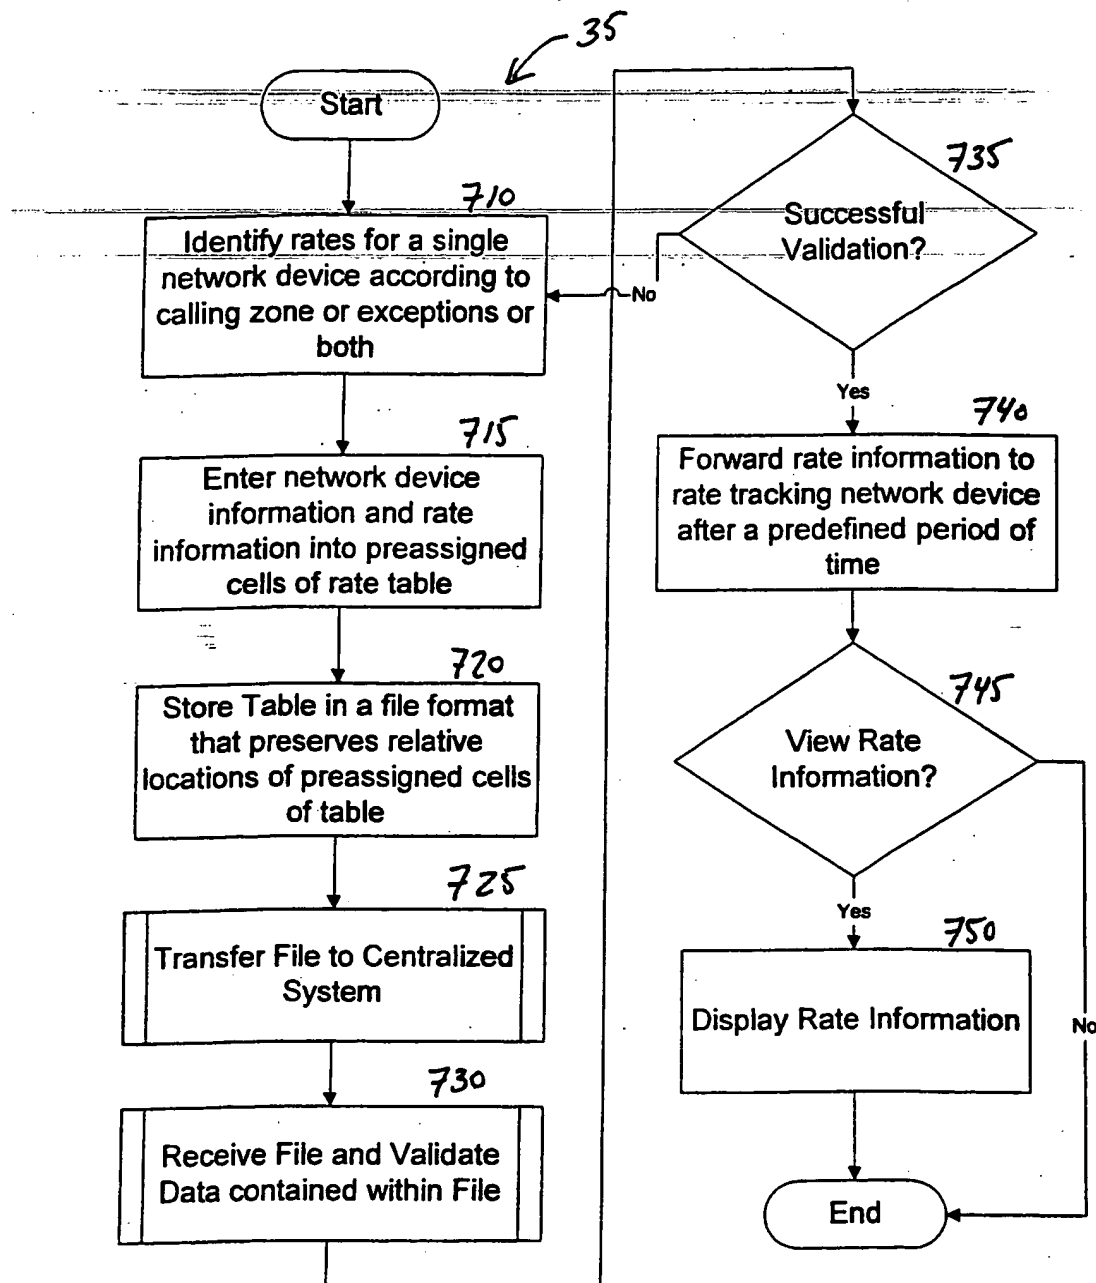 35
Start
710
Identify rates for a single
network device according to
calling zone or exceptions or
both
715
Enter network device
information and rate
information into preassigned
cells of rate table
720
Store Table in a file format
that preserves relative
locations of preassigned cells
of table
725
Transfer File to Centralized
System
730
Receive File and Validate
Data contained within File
735
Successful
Validation?
No
Yes
740
Forward rate information to
rate tracking network device
after a predefined period of
time
745
View Rate
Information?
Yes
No
750
Display Rate Information
End